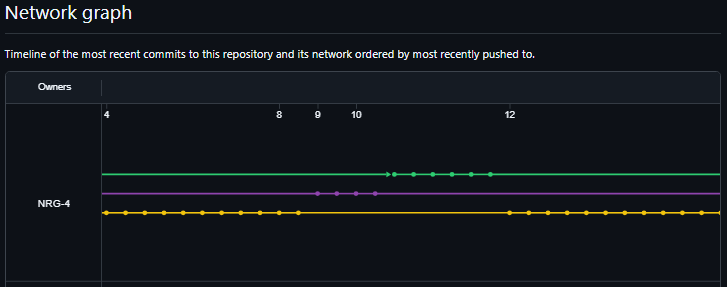 Network graph
Timeline of the most recent commits to this repository and its network ordered by most recently pushed to.
Owners
4 8 9 10 12
NRG-4